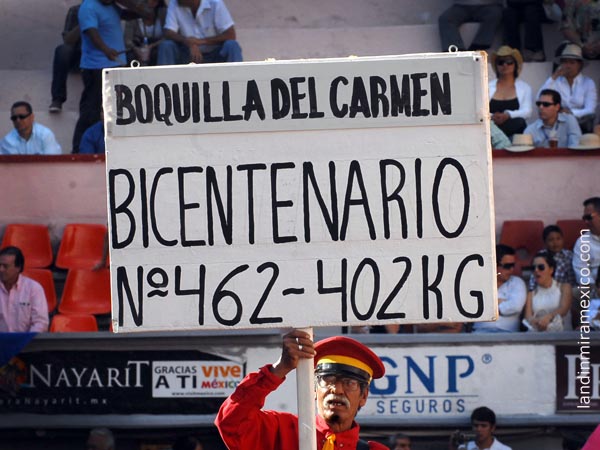 BOQUILLA DEL CARMEN
BICENTENARIO
Nº462-402KG
NAYARIT
GRACIAS VIVE
A TI MÉXICO
GNP
SEGUROS
landinmiramexico.com